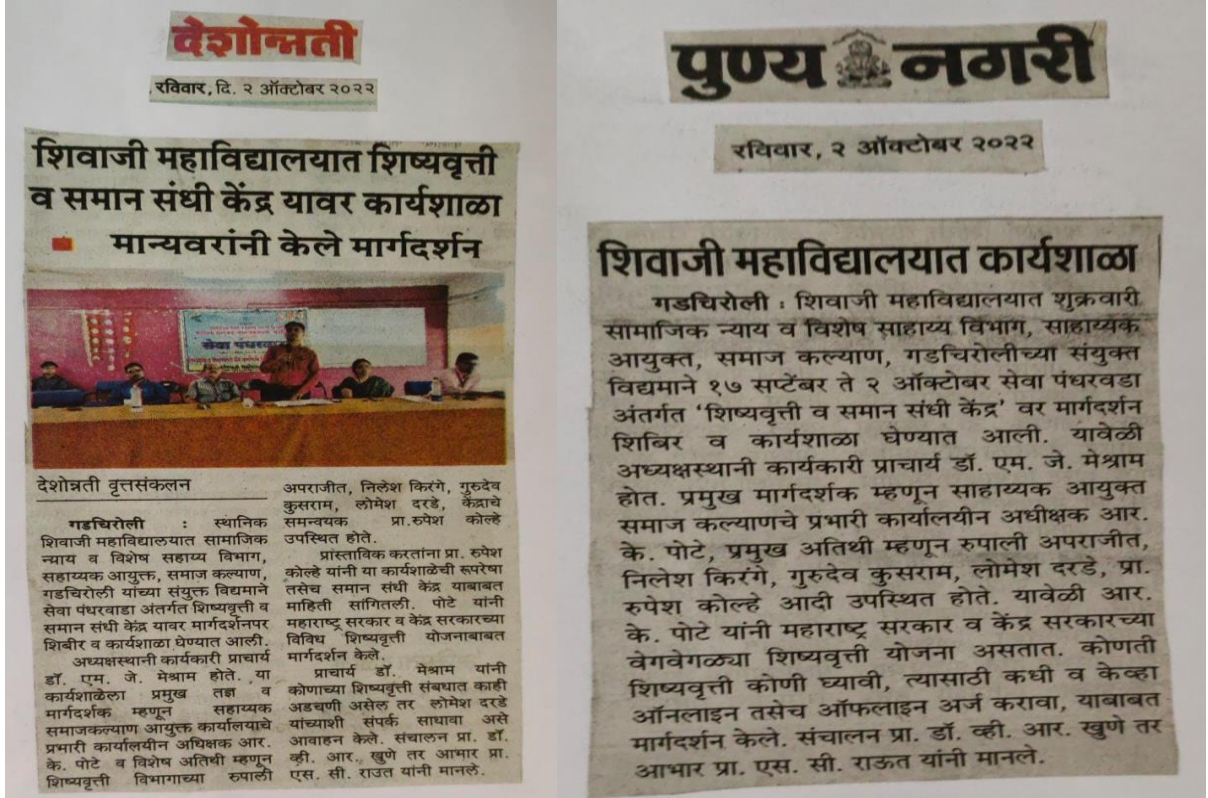 देशोन्नती
रविवार, दि. २ ऑक्टोबर २०२२
शिवाजी महाविद्यालयात शिष्यवृत्ती
व समान संधी केंद्र यावर कार्यशाळा
मान्यवरांनी केले मार्गदर्शन
सेवा पंधरवाडा
देशोन्नती वृत्तसंकलन
गडचिरोली : स्थानिक
शिवाजी महाविद्यालयात सामाजिक
न्याय व विशेष सहाय्य विभाग,
सहाय्यक आयुक्त, समाज कल्याण,
गडचिरोली यांच्या संयुक्त विद्यमाने
सेवा पंधरवाडा अंतर्गत शिष्यवृत्ती व
समान संधी केंद्र यावर मार्गदर्शनपर
शिबीर व कार्यशाळा घेण्यात आली.
अध्यक्षस्थानी कार्यकारी प्राचार्य
डॉ. एम. जे. मेश्राम होते. या
कार्यशाळेला प्रमुख तज्ञ व
मार्गदर्शक म्हणून सहाय्यक
समाजकल्याण आयुक्त कार्यालयाचे
प्रभारी कार्यालयीन अधिक्षक आर.
के. पोटे व विशेष अतिथी म्हणून
शिष्यवृत्ती विभागाच्या रुपाली
अपराजीत, निलेश किरंगे, गुरुदेव
कुसराम, लोमेश दरडे, केंद्राचे
समन्वयक प्रा.रुपेश कोल्हे
उपस्थित होते.
प्रास्ताविक करतांना प्रा. रुपेश
कोल्हे यांनी या कार्यशाळेची रूपरेषा
तसेच समान संधी केंद्र याबाबत
माहिती सांगितली. पोटे यांनी
महाराष्ट्र सरकार व केंद्र सरकारच्या
विविध शिष्यवृत्ती योजनाबाबत
मार्गदर्शन केले.
प्राचार्य डॉ. मेश्राम यांनी
कोणाच्या शिष्यवृत्ती संबधात काही
अडचणी असेल तर लोमेश दरडे
यांच्याशी संपर्क साधावा असे
आवाहन केले. संचालन प्रा. डॉ.
व्ही. आर. खुणे तर आभार प्रा.
एस. सी. राउत यांनी मानले.
पुण्य नगरी
रविवार, २ ऑक्टोबर २०२२
शिवाजी महाविद्यालयात कार्यशाळा
गडचिरोली : शिवाजी महाविद्यालयात शुक्रवारी
सामाजिक न्याय व विशेष साहाय्य विभाग, साहाय्यक
आयुक्त, समाज कल्याण, गडचिरोलीच्या संयुक्त
विद्यमाने १७ सप्टेंबर ते २ ऑक्टोबर सेवा पंधरवडा
अंतर्गत ‘शिष्यवृत्ती व समान संधी केंद्र’ वर मार्गदर्शन
शिबिर व कार्यशाळा घेण्यात आली. यावेळी
अध्यक्षस्थानी कार्यकारी प्राचार्य डॉ. एम. जे. मेश्राम
होत. प्रमुख मार्गदर्शक म्हणून साहाय्यक आयुक्त
समाज कल्याणचे प्रभारी कार्यालयीन अधीक्षक आर.
के. पोटे, प्रमुख अतिथी म्हणून रुपाली अपराजीत,
निलेश किरंगे, गुरुदेव कुसराम, लोमेश दरडे, प्रा.
रुपेश कोल्हे आदी उपस्थित होते. यावेळी आर.
के. पोटे यांनी महाराष्ट्र सरकार व केंद्र सरकारच्या
वेगवेगळ्या शिष्यवृत्ती योजना असतात. कोणती
शिष्यवृत्ती कोणी घ्यावी, त्यासाठी कधी व केव्हा
ऑनलाइन तसेच ऑफलाइन अर्ज करावा, याबाबत
मार्गदर्शन केले. संचालन प्रा. डॉ. व्ही. आर. खुणे तर
आभार प्रा. एस. सी. राऊत यांनी मानले.